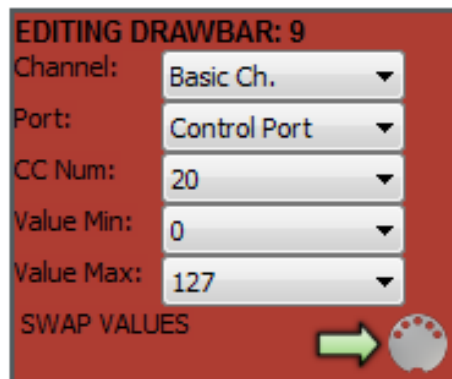 EDITING DRAWBAR: 9
Channel: Basic Ch.
Port: Control Port
CC Num: 20
Value Min: 0
Value Max: 127
SWAP VALUES